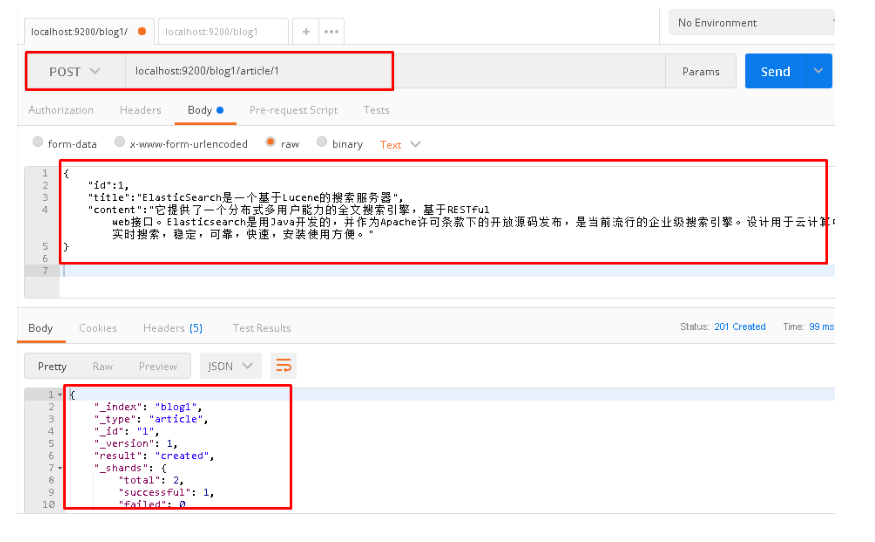 localhost:9200/blog1/
localhost:9200/blog1
+
•••
No Environment
POST
localhost:9200/blog1/article/1
Params
Send
Authorization
Headers
Body
Pre-request Script
Tests
form-data
x-www-form-urlencoded
raw
binary
Text
1 {
2 "id":1,
3 "title":"ElasticSearch是一个基于Lucene的搜索服务器",
4 "content":"它提供了一个分布式多用户能力的全文搜索引擎，基于RESTful
web接口。Elasticsearch是用Java开发的，并作为Apache许可条款下的开放源码发布，是当前流行的企业级搜索引擎。设计用于云计算
实时搜索，稳定，可靠，快速，安装使用方便。"
5 }
6
7
Body
Cookies
Headers (5)
Test Results
Status: 201 Created
Time: 99 ms
Pretty
Raw
Preview
JSON
1 {
2 "_index": "blog1",
3 "_type": "article",
4 "_id": "1",
5 "_version": 1,
6 "result": "created",
7 "_shards": {
8 "total": 2,
9 "successful": 1,
10 "failed": 0